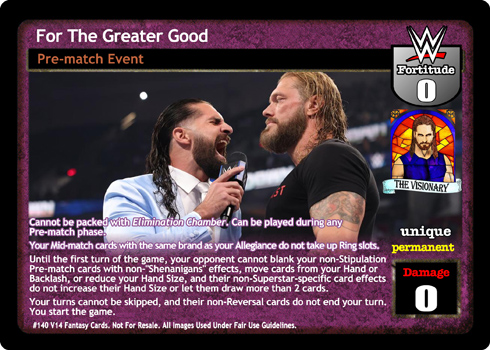 For The Greater Good
Pre-match Event
Fortitude
0
THE VISIONARY
Cannot be packed with Elimination Chamber. Can be played during any
Pre-match phase.
Your Mid-match cards with the same brand as your Allegiance do not take up Ring slots.
Until the first turn of the game, your opponent cannot blank your non-Stipulation
Pre-match cards with non-"Shenanigans" effects, move cards from your Hand or
Backlash, or reduce your Hand Size, and their non-Superstar-specific card effects
do not increase their Hand Size or let them draw more than 2 cards.
Your turns cannot be skipped, and their non-Reversal cards do not end your turn.
You start the game.
unique
permanent
Damage
0
#140 V14 Fantasy Cards. Not For Resale. All Images Used Under Fair Use Guidelines.